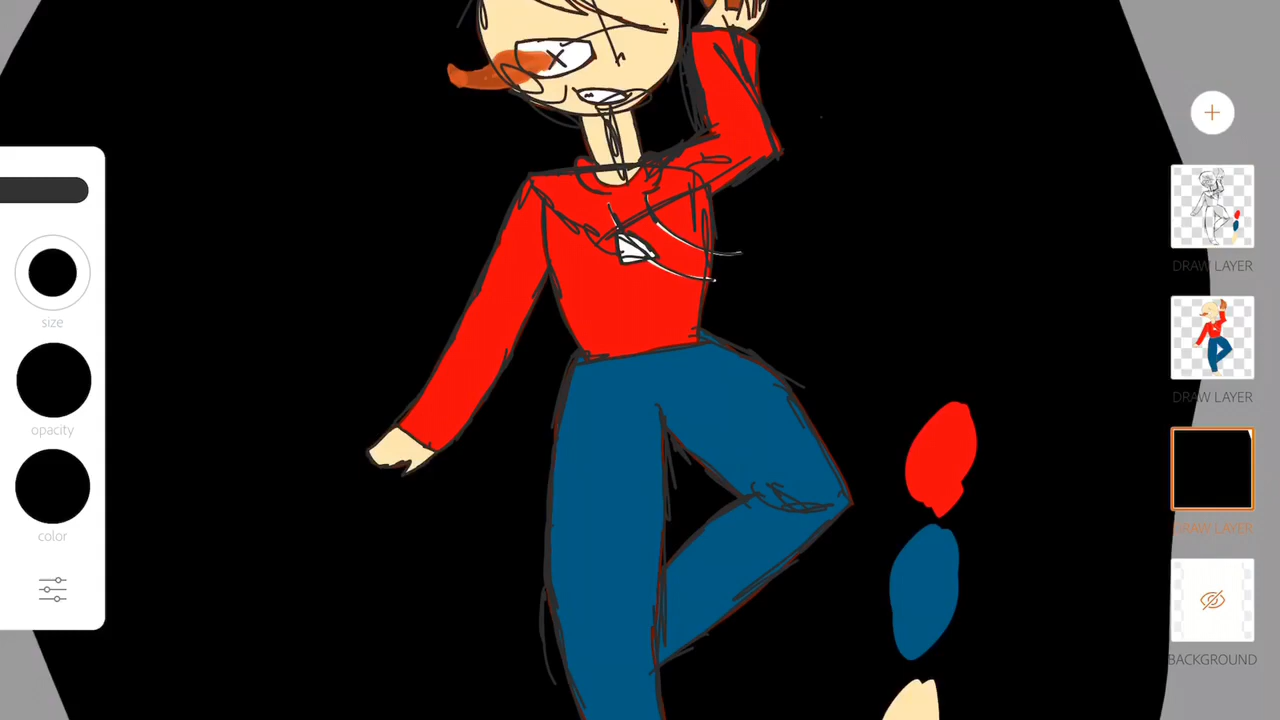 size
opacity
color
DRAW LAYER
DRAW LAYER
DRAW LAYER
BACKGROUND